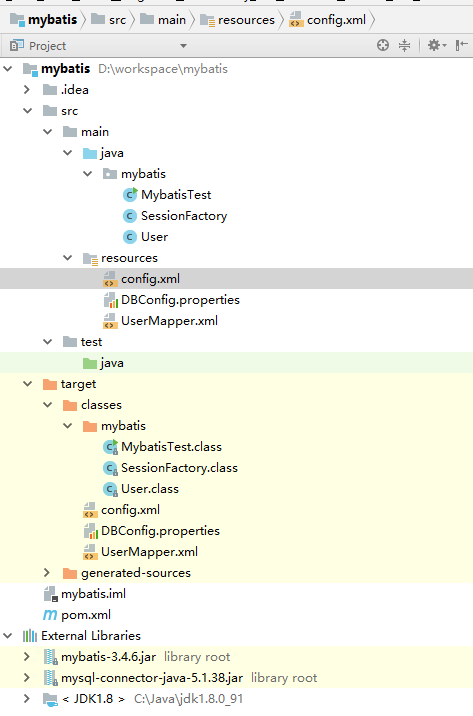 mybatis src main resources config.xml
Project
mybatis D:\workspace\mybatis
.idea
src
main
java
mybatis
MybatisTest
SessionFactory
User
resources
config.xml
DBConfig.properties
UserMapper.xml
test
java
target
classes
mybatis
MybatisTest.class
SessionFactory.class
User.class
config.xml
DBConfig.properties
UserMapper.xml
generated-sources
mybatis.iml
pom.xml
External Libraries
mybatis-3.4.6.jar library root
mysql-connector-java-5.1.38.jar library root
< JDK1.8 > C:\Java\jdk1.8.0_91